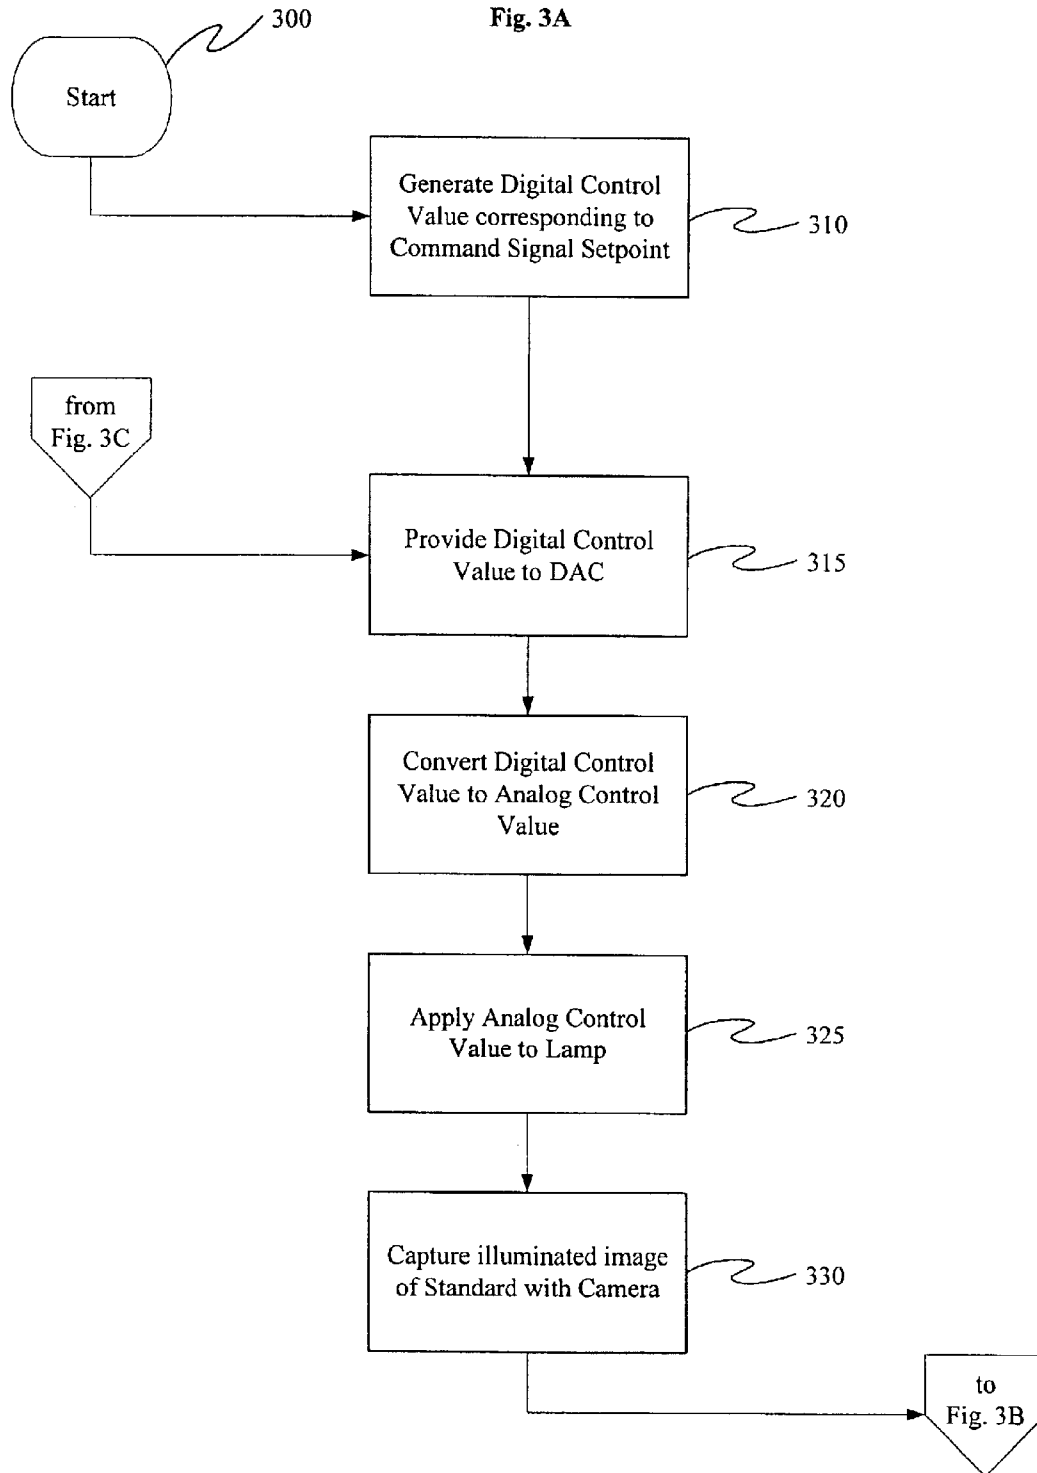 Fig. 3A
300
Start
Generate Digital Control
Value corresponding to
Command Signal Setpoint
310
from
Fig. 3C
Provide Digital Control
Value to DAC
315
Convert Digital Control
Value to Analog Control
Value
320
Apply Analog Control
Value to Lamp
325
Capture illuminated image
of Standard with Camera
330
to
Fig. 3B